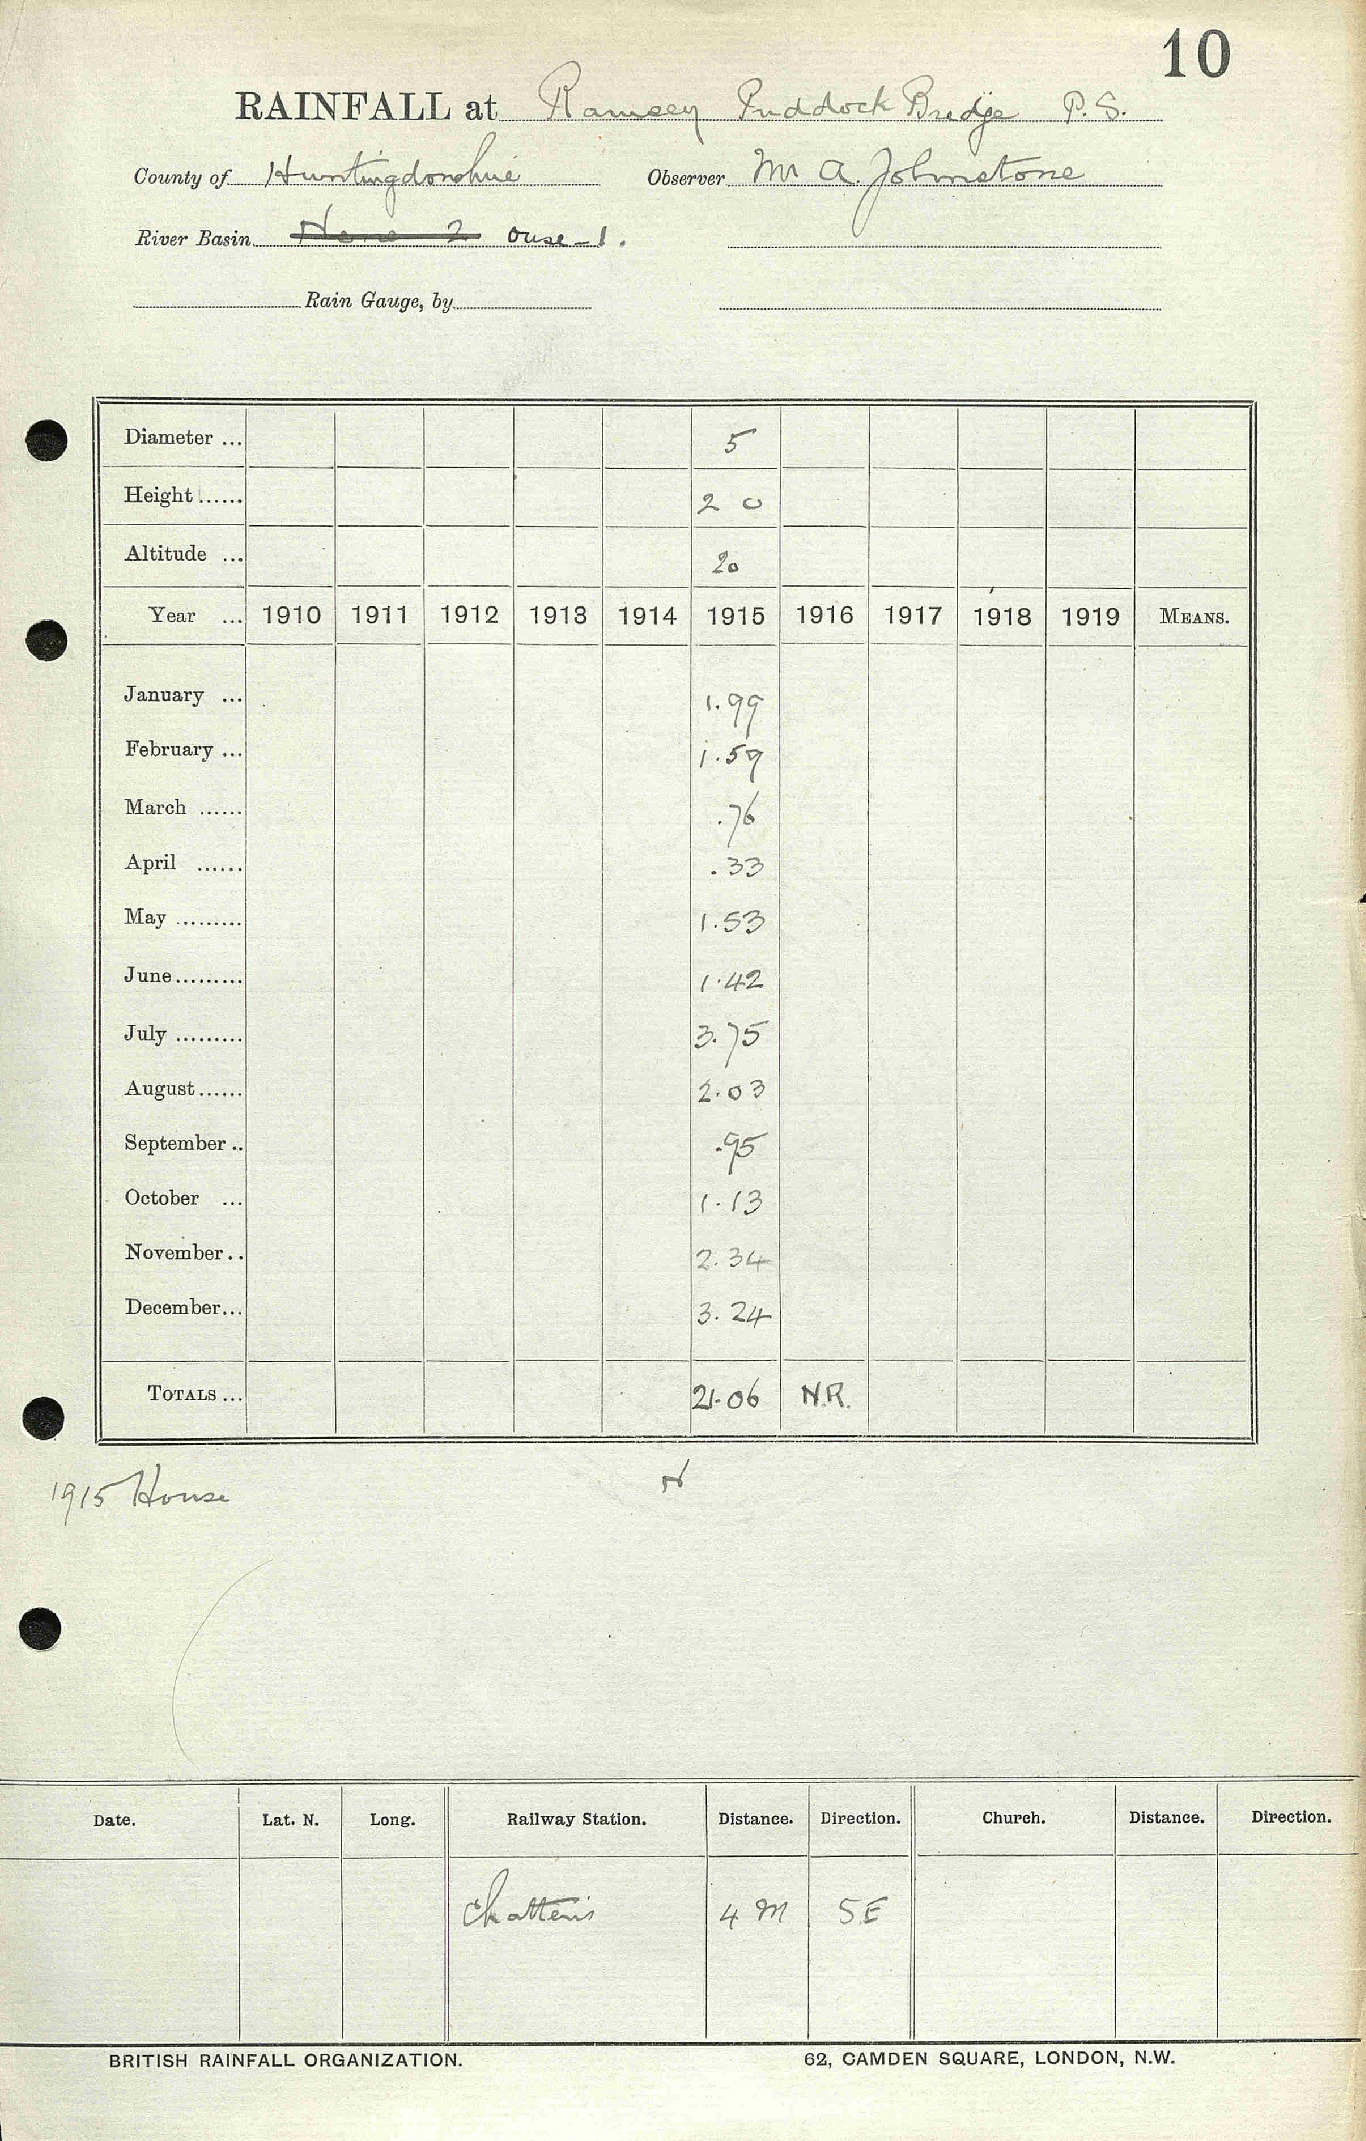 10
RAINFALL at Ramsey Puddock Bridge P.S.
County of Huntingdonshire Observer Mr A. Johnstone
River Basin Nene 2 Ouse-1.
Rain Gauge, by
Diameter ... 5
Height ...... 2 0
Altitude ... 20
Year ... 1910 1911 1912 1913 1914 1915 1916 1917 1918 1919 MEANS.
January ... 1.99
February ... 1.59
March ...... .76
April ...... .33
May ......... 1.53
June ......... 1.42
July ......... 3.75
August ...... 2.03
September .. .95
October ... 1.13
November .. 2.34
December ... 3.24
TOTALS ... 21.06 N.R.
1915 House N
Date. Lat. N. Long. Railway Station. Distance. Direction. Church. Distance. Direction.
Chatteris 4 M SE
BRITISH RAINFALL ORGANIZATION. 62, CAMDEN SQUARE, LONDON, N.W.